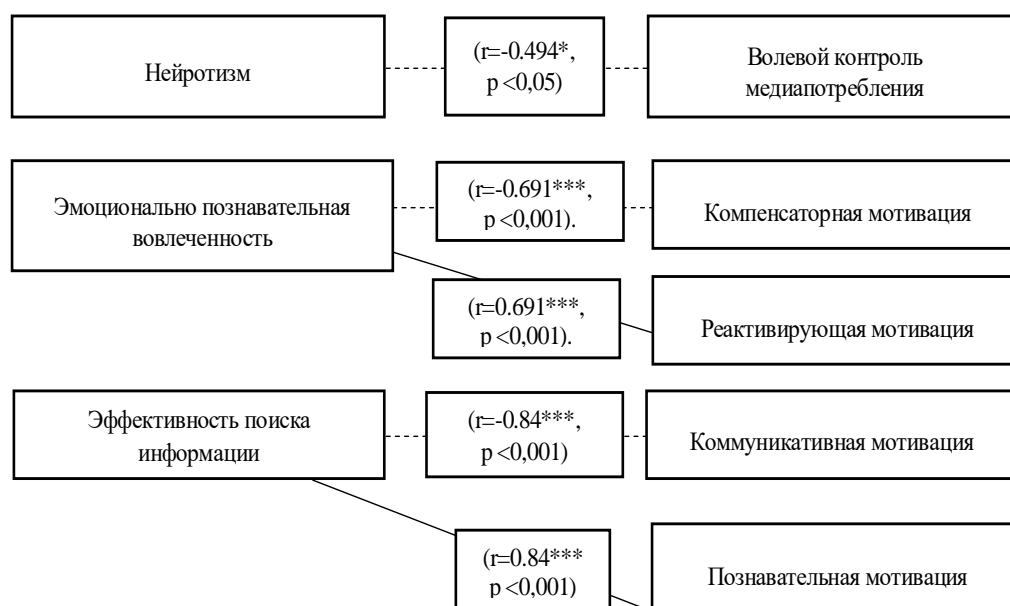 Нейротизм
(r=-0.494*,
p <0,05)
Волевой контроль
медиапотребления
Эмоционально познавательная
вовлеченность
(r=-0.691***,
p <0,001).
Компенсаторная мотивация
(r=0.691***,
p <0,001).
Реактивирующая мотивация
Эффективность поиска
информации
(r=-0.84***,
p <0,001)
Коммуникативная мотивация
(r=0.84***
p <0,001)
Познавательная мотивация